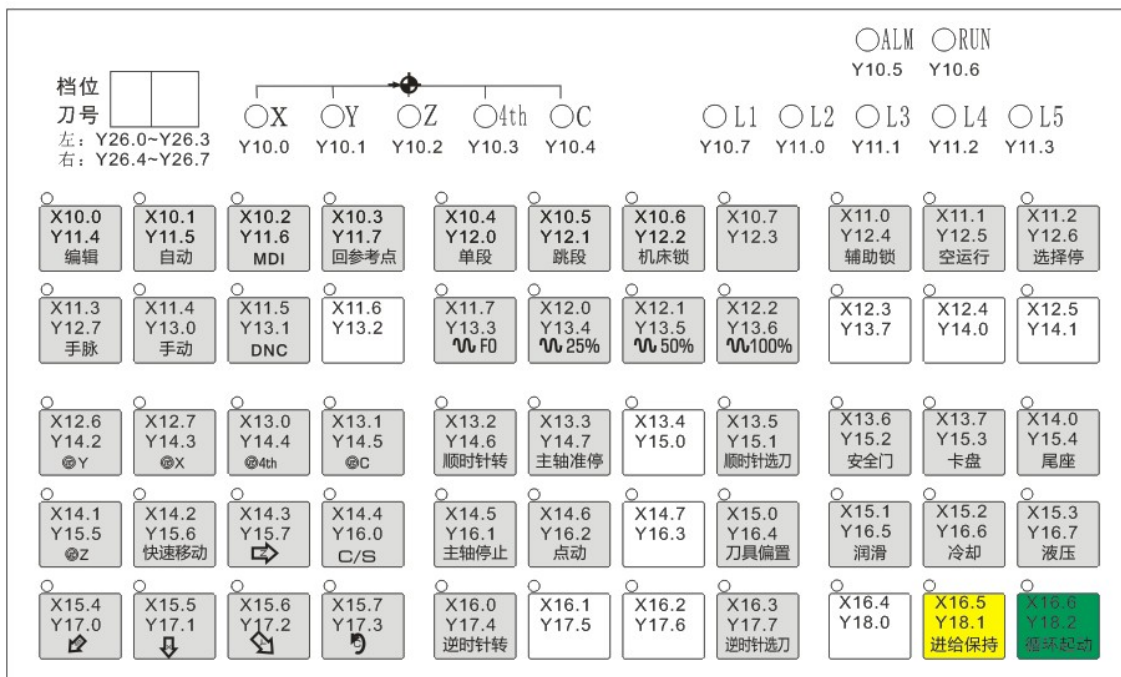 ALM RUN
Y10.5 Y10.6
档位
刀号
左：Y26.0~Y26.3
右：Y26.4~Y26.7
X Y Z 4th C
Y10.0 Y10.1 Y10.2 Y10.3 Y10.4
L1 L2 L3 L4 L5
Y10.7 Y11.0 Y11.1 Y11.2 Y11.3
X10.0 X10.1 X10.2 X10.3 X10.4 X10.5 X10.6 X10.7 X11.0 X11.1 X11.2
Y11.4 Y11.5 Y11.6 Y11.7 Y12.0 Y12.1 Y12.2 Y12.3 Y12.4 Y12.5 Y12.6
编辑 自动 MDI 回参考点 单段 跳段 机床锁 辅助锁 空运行 选择停
X11.3 X11.4 X11.5 X11.6 X11.7 X12.0 X12.1 X12.2 X12.3 X12.4 X12.5
Y12.7 Y13.0 Y13.1 Y13.2 Y13.3 Y13.4 Y13.5 Y13.6 Y13.7 Y14.0 Y14.1
手脉 手动 DNC F0 25% 50% 100%
X12.6 X12.7 X13.0 X13.1 X13.2 X13.3 X13.4 X13.5 X13.6 X13.7 X14.0
Y14.2 Y14.3 Y14.4 Y14.5 Y14.6 Y14.7 Y15.0 Y15.1 Y15.2 Y15.3 Y15.4
Y X 4th C 顺时针转 主轴准停 顺时针选刀 安全门 卡盘 尾座
X14.1 X14.2 X14.3 X14.4 X14.5 X14.6 X14.7 X15.0 X15.1 X15.2 X15.3
Y15.5 Y15.6 Y15.7 Y16.0 Y16.1 Y16.2 Y16.3 Y16.4 Y16.5 Y16.6 Y16.7
Z 快速移动 C/S 主轴停止 点动 刀具偏置 润滑 冷却 液压
X15.4 X15.5 X15.6 X15.7 X16.0 X16.1 X16.2 X16.3 X16.4 X16.5 X16.6
Y17.0 Y17.1 Y17.2 Y17.3 Y17.4 Y17.5 Y17.6 Y17.7 Y18.0 Y18.1 Y18.2
逆时针转 逆时针选刀 进给保持 循环起动